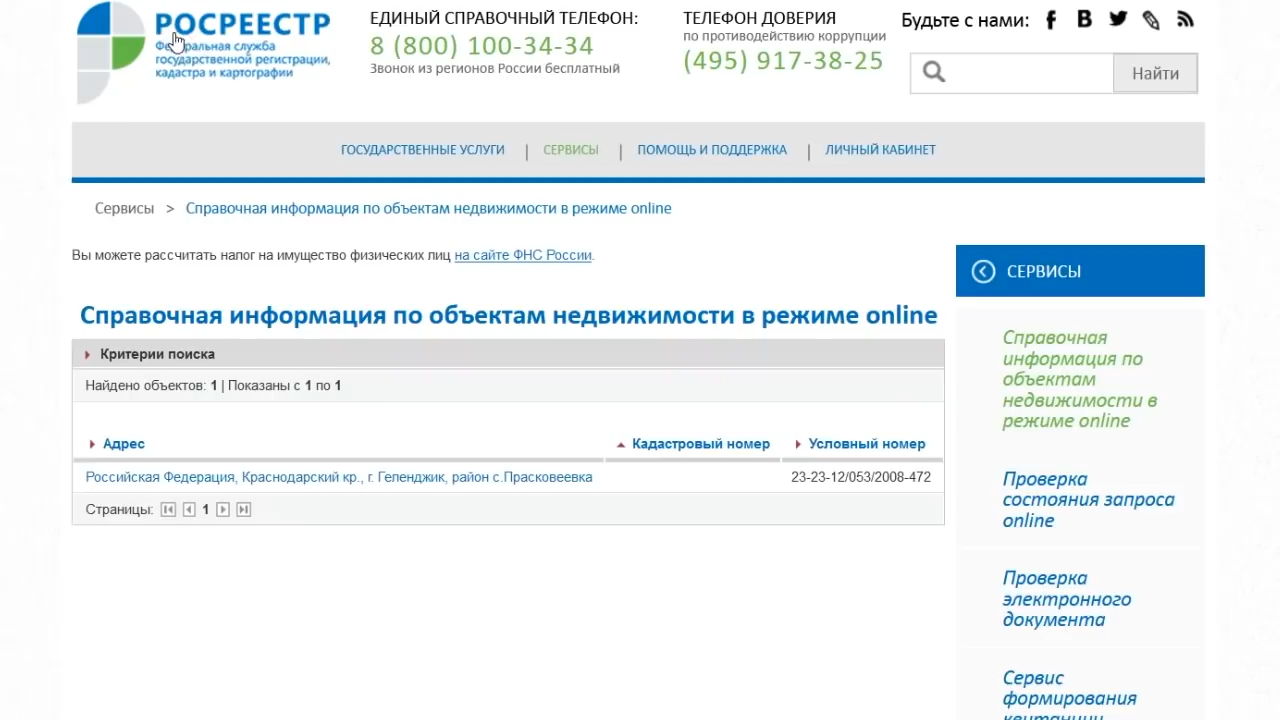 РОСРЕЕСТР
Федеральная служба
государственной регистрации,
кадастра и картографии
ЕДИНЫЙ СПРАВОЧНЫЙ ТЕЛЕФОН:
8 (800) 100-34-34
Звонок из регионов России бесплатный
ТЕЛЕФОН ДОВЕРИЯ
по противодействию коррупции
(495) 917-38-25
Будьте с нами:
Найти
ГОСУДАРСТВЕННЫЕ УСЛУГИ | СЕРВИСЫ | ПОМОЩЬ И ПОДДЕРЖКА | ЛИЧНЫЙ КАБИНЕТ
Сервисы > Справочная информация по объектам недвижимости в режиме online
Вы можете рассчитать налог на имущество физических лиц на сайте ФНС России.
Справочная информация по объектам недвижимости в режиме online
Критерии поиска
Найдено объектов: 1 | Показаны с 1 по 1
Адрес Кадастровый номер Условный номер
Российская Федерация, Краснодарский кр., г. Геленджик, район с.Прасковеевка 23-23-12/053/2008-472
Страницы: 1
СЕРВИСЫ
Справочная
информация по
объектам
недвижимости в
режиме online
Проверка
состояния запроса
online
Проверка
электронного
документа
Сервис
формирования
квитанции